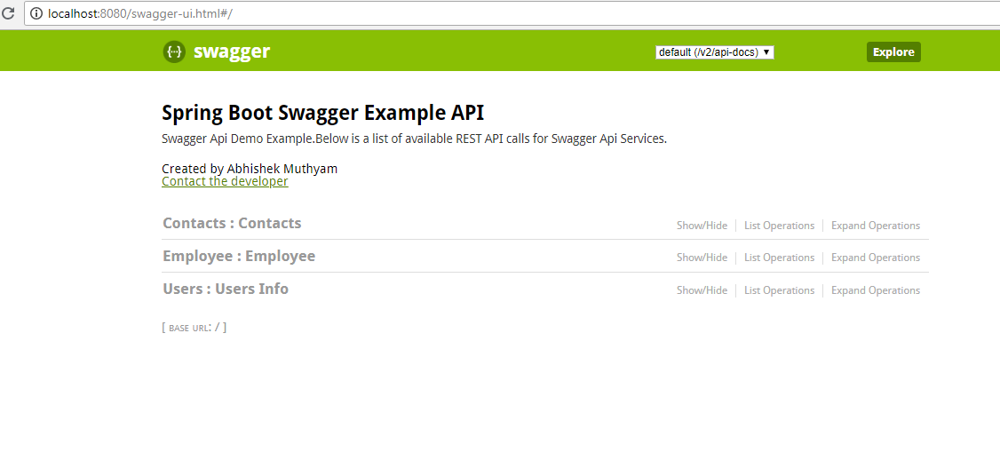 localhost:8080/swagger-ui.html#/
{···} swagger default (/v2/api-docs) ▼ Explore
Spring Boot Swagger Example API
Swagger Api Demo Example.Below is a list of available REST API calls for Swagger Api Services.
Created by Abhishek Muthyam
Contact the developer
Contacts : Contacts Show/Hide List Operations Expand Operations
Employee : Employee Show/Hide List Operations Expand Operations
Users : Users Info Show/Hide List Operations Expand Operations
[ BASE URL: / ]